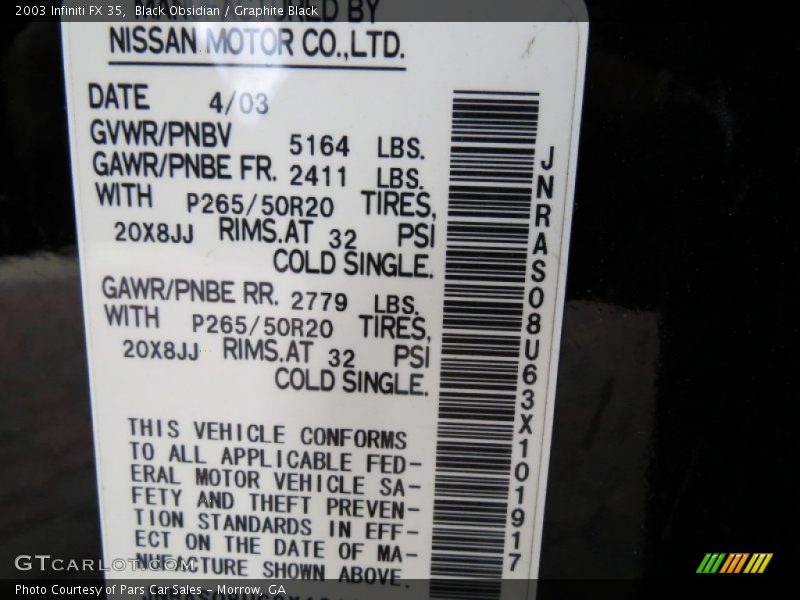 2003 Infiniti FX 35, Black Obsidian / Graphite Black
BY
NISSAN MOTOR CO.,LTD.
DATE 4/03
GVWR/PNBV 5164 LBS.
GAWR/PNBE FR. 2411 LBS.
WITH P265/50R20 TIRES,
20X8JJ RIMS.AT 32 PSI
COLD SINGLE.
GAWR/PNBE RR. 2779 LBS.
WITH P265/50R20 TIRES,
20X8JJ RIMS.AT 32 PSI
COLD SINGLE.
THIS VEHICLE CONFORMS
TO ALL APPLICABLE FED-
ERAL MOTOR VEHICLE SA-
FETY AND THEFT PREVEN-
TION STANDARDS IN EFF-
ECT ON THE DATE OF MA-
NUFACTURE SHOWN ABOVE.
JNRAS08U63X101917
GTcarlot.com
Photo Courtesy of Pars Car Sales - Morrow, GA